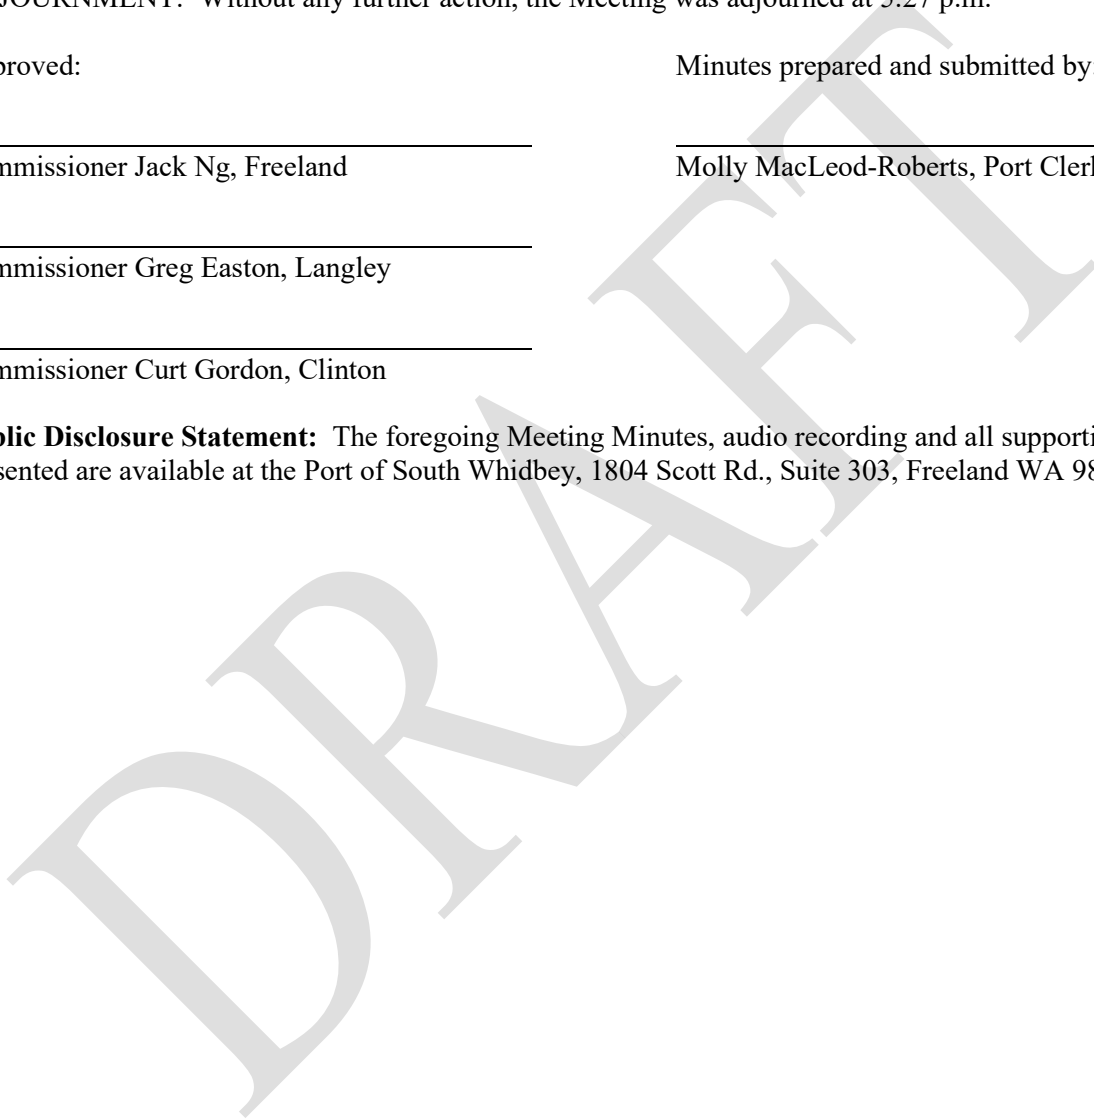 JOURNMENT: Without any further action, the Meeting was adjourned at 5:27 p.m.
proved:
Minutes prepared and submitted by:
mmissioner Jack Ng, Freeland
Molly MacLeod-Roberts, Port Clerk
mmissioner Greg Easton, Langley
mmissioner Curt Gordon, Clinton
blic Disclosure Statement: The foregoing Meeting Minutes, audio recording and all supporti
sented are available at the Port of South Whidbey, 1804 Scott Rd., Suite 303, Freeland WA 98
DRAFT